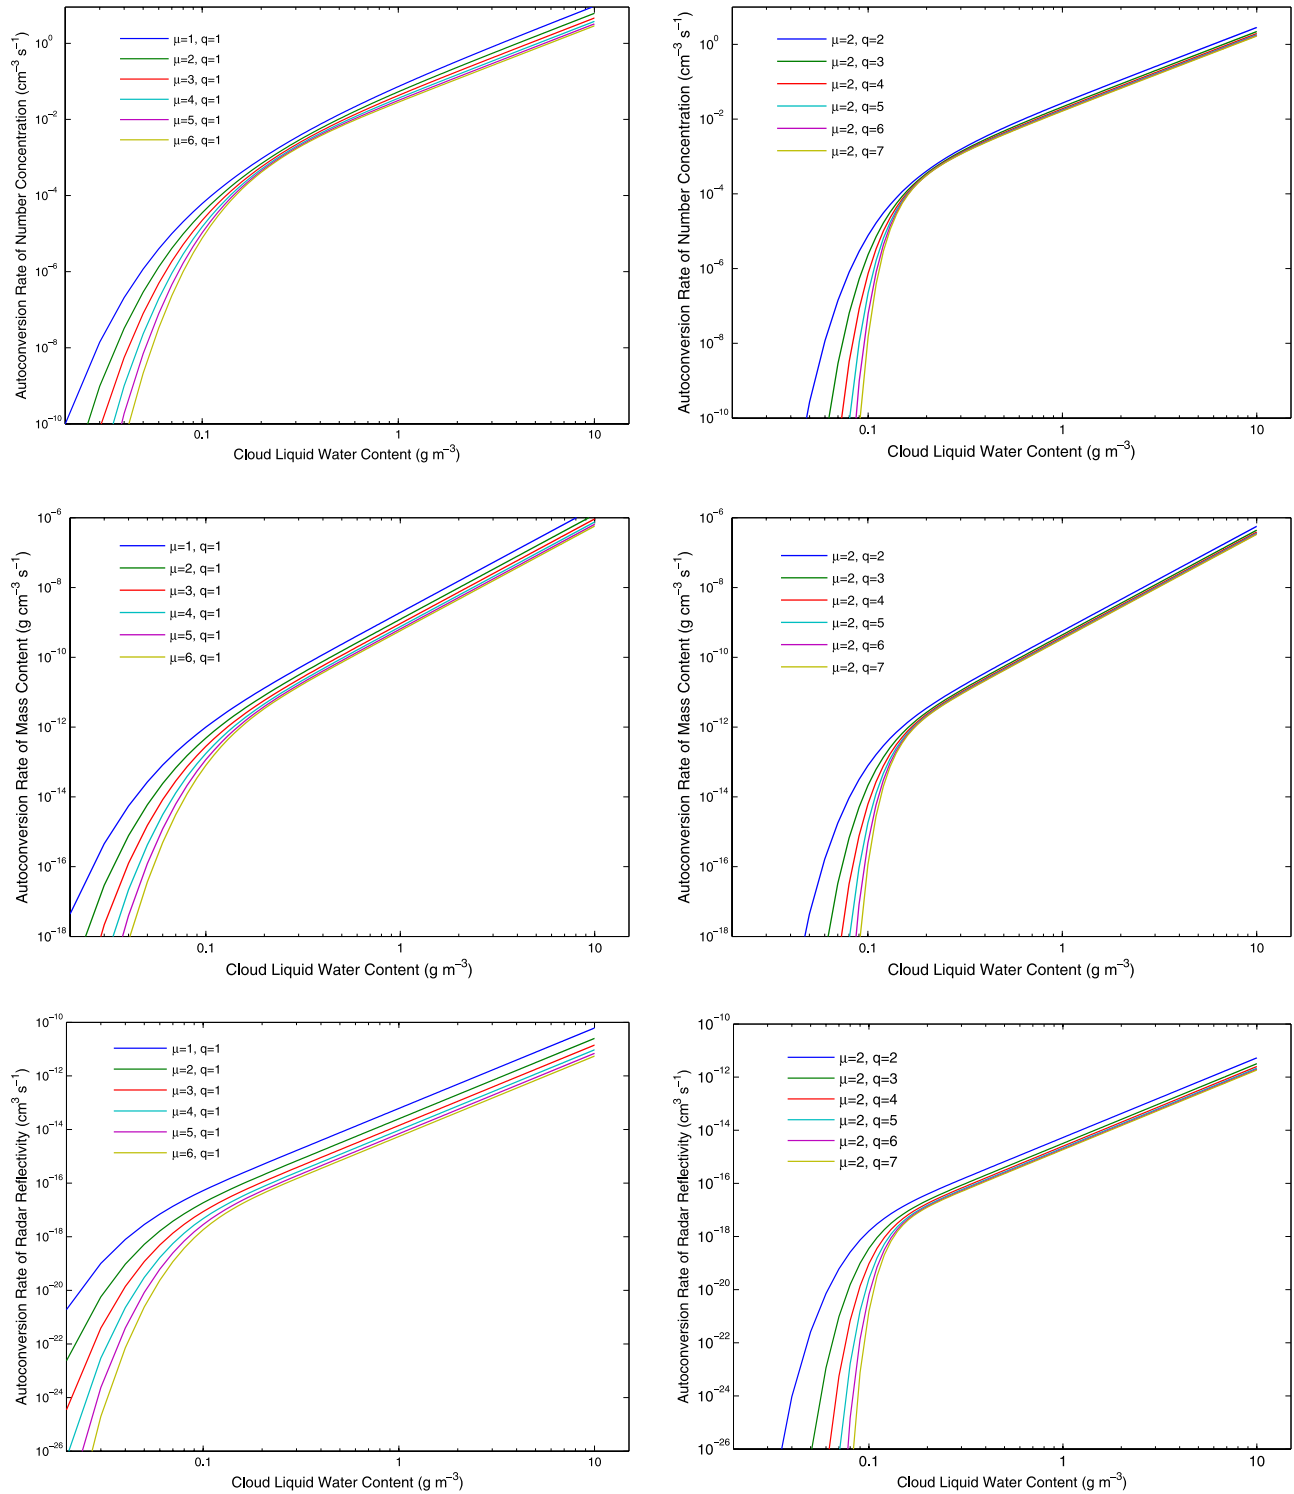 Autoconversion Rate of Number Concentration (cm⁻³ s⁻¹)
10⁰
10⁻²
10⁻⁴
10⁻⁶
10⁻⁸
10⁻¹⁰
μ=1, q=1
μ=2, q=1
μ=3, q=1
μ=4, q=1
μ=5, q=1
μ=6, q=1
0.1 1 10
Cloud Liquid Water Content (g m⁻³)
Autoconversion Rate of Number Concentration (cm⁻³ s⁻¹)
10⁰
10⁻²
10⁻⁴
10⁻⁶
10⁻⁸
10⁻¹⁰
μ=2, q=2
μ=2, q=3
μ=2, q=4
μ=2, q=5
μ=2, q=6
μ=2, q=7
0.1 1 10
Cloud Liquid Water Content (g m⁻³)
Autoconversion Rate of Mass Content (g cm⁻³ s⁻¹)
10⁻⁶
10⁻⁸
10⁻¹⁰
10⁻¹²
10⁻¹⁴
10⁻¹⁶
10⁻¹⁸
μ=1, q=1
μ=2, q=1
μ=3, q=1
μ=4, q=1
μ=5, q=1
μ=6, q=1
0.1 1 10
Cloud Liquid Water Content (g m⁻³)
Autoconversion Rate of Mass Content (g cm⁻³ s⁻¹)
10⁻⁶
10⁻⁸
10⁻¹⁰
10⁻¹²
10⁻¹⁴
10⁻¹⁶
10⁻¹⁸
μ=2, q=2
μ=2, q=3
μ=2, q=4
μ=2, q=5
μ=2, q=6
μ=2, q=7
0.1 1 10
Cloud Liquid Water Content (g m⁻³)
Autoconversion Rate of Radar Reflectivity (cm³ s⁻¹)
10⁻¹⁰
10⁻¹²
10⁻¹⁴
10⁻¹⁶
10⁻¹⁸
10⁻²⁰
10⁻²²
10⁻²⁴
10⁻²⁶
μ=1, q=1
μ=2, q=1
μ=3, q=1
μ=4, q=1
μ=5, q=1
μ=6, q=1
0.1 1 10
Cloud Liquid Water Content (g m⁻³)
Autoconversion Rate of Radar Reflectivity (cm³ s⁻¹)
10⁻¹⁰
10⁻¹²
10⁻¹⁴
10⁻¹⁶
10⁻¹⁸
10⁻²⁰
10⁻²²
10⁻²⁴
10⁻²⁶
μ=2, q=2
μ=2, q=3
μ=2, q=4
μ=2, q=5
μ=2, q=6
μ=2, q=7
0.1 1 10
Cloud Liquid Water Content (g m⁻³)